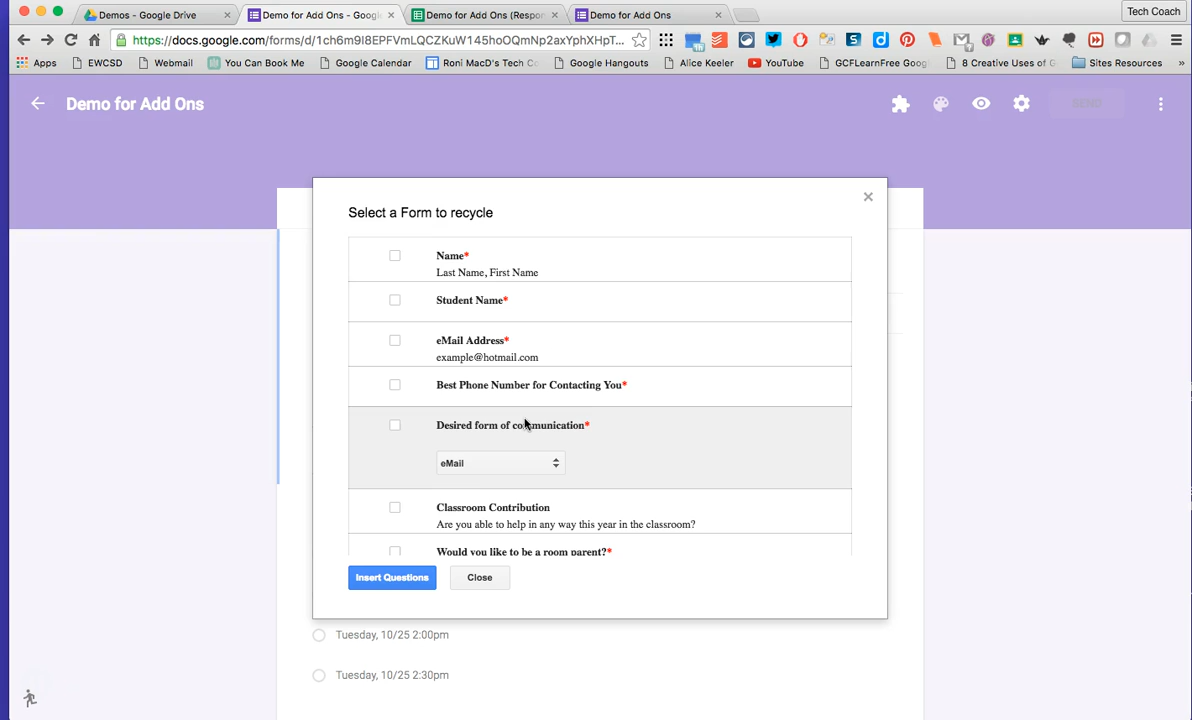 Tech Coach
Demos - Google Drive
Demo for Add Ons - Goog
Demo for Add Ons (Respon
Demo for Add Ons
https://docs.google.com/forms/d/1ch6m9I8EPFVmLQCZKuW145hoOQmNp2axYphXHpT...
Apps
EWCSD
Webmail
You Can Book Me
Google Calendar
Roni MacD's Tech C
Google Hangouts
Alice Keeler
YouTube
GCFLearnFree Goog
8 Creative Uses of G
Sites Resources
»
Demo for Add Ons
SEND
Select a Form to recycle
Name*
Last Name, First Name
Student Name*
eMail Address*
example@hotmail.com
Best Phone Number for Contacting You*
Desired form of communication*
eMail
Classroom Contribution
Are you able to help in any way this year in the classroom?
Would you like to be a room parent?*
Insert Questions
Close
Tuesday, 10/25 2:00pm
Tuesday, 10/25 2:30pm